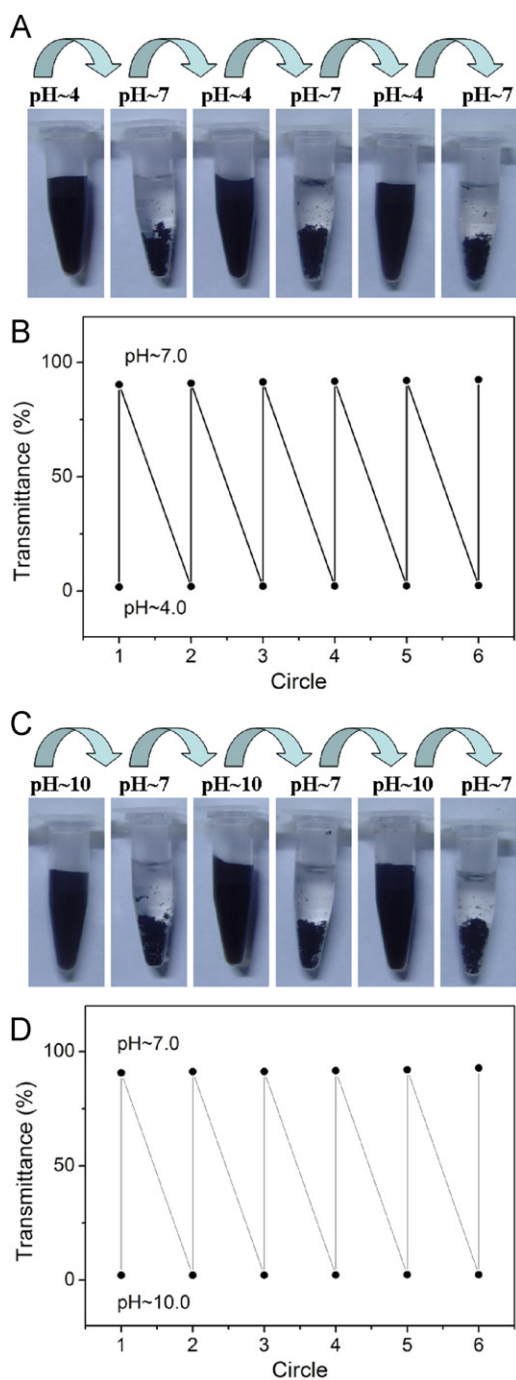 A
pH~4 pH~7 pH~4 pH~7 pH~4 pH~7
B
pH~7.0
100
50
0
Transmittance (%)
pH~4.0
1 2 3 4 5 6
Circle
C
pH~10 pH~7 pH~10 pH~7 pH~10 pH~7
D
pH~7.0
100
50
0
Transmittance (%)
pH~10.0
1 2 3 4 5 6
Circle